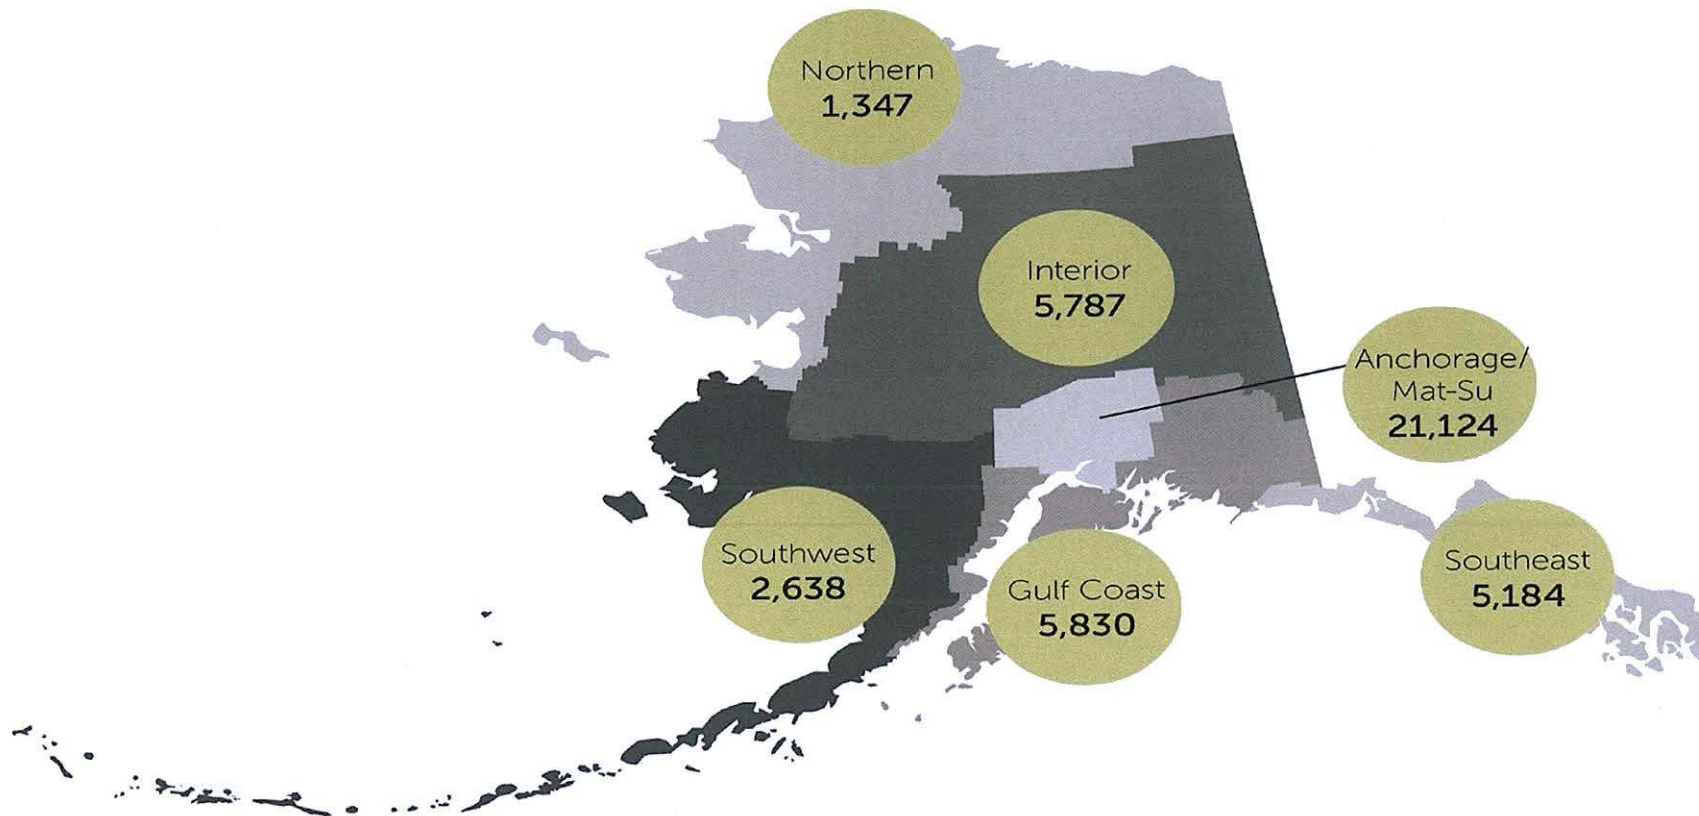 Northern
1,347
Interior
5,787
Anchorage/
Mat-Su
21,124
Southwest
2,638
Gulf Coast
5,830
Southeast
5,184